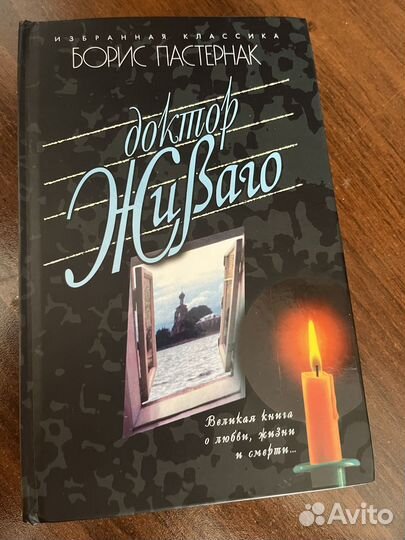 ИЗБРАННАЯ КЛАССИКА
БОРИС ПАСТЕРНАК
доктор
Живаго
Великая книга
о любви, жизни
и смерти...
Avito